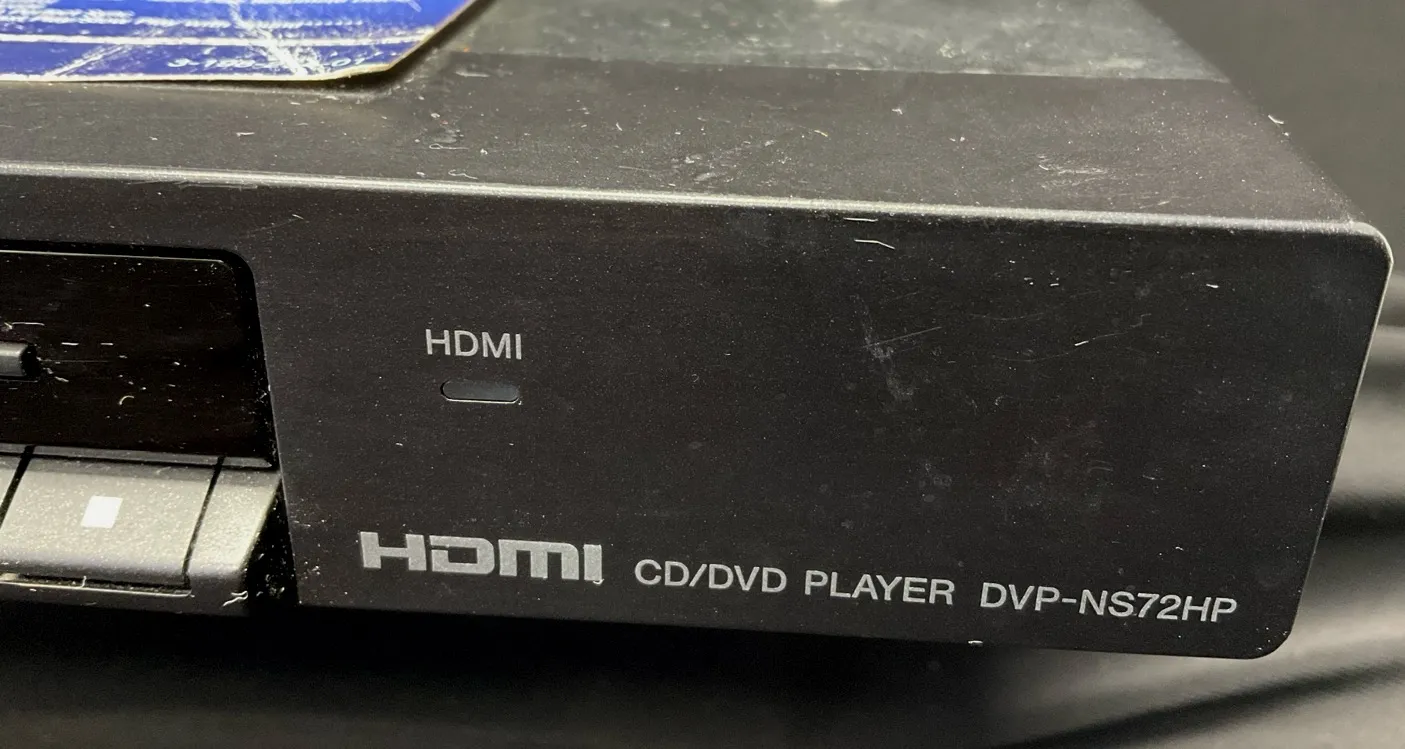 HDMI
HDMI CD/DVD PLAYER DVP-NS72HP